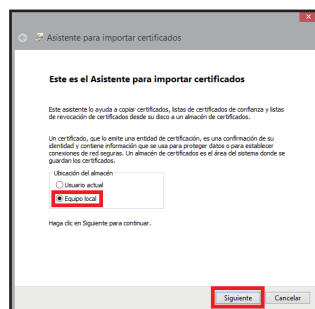 Asistente para importar certificados
Este es el Asistente para importar certificados
Este asistente lo ayuda a copiar certificados, listas de certificados de confianza y listas
de revocación de certificados desde su disco a un almacén de certificados.
Un certificado, que lo emite una entidad de certificación, es una confirmación de su
identidad y contiene información que se usa para proteger datos o para establecer
conexiones de red seguras. Un almacén de certificados es el área del sistema donde se
guardan los certificados.
Ubicación del almacén
Usuario actual
Equipo local
Haga clic en Siguiente para continuar.
Siguiente
Cancelar